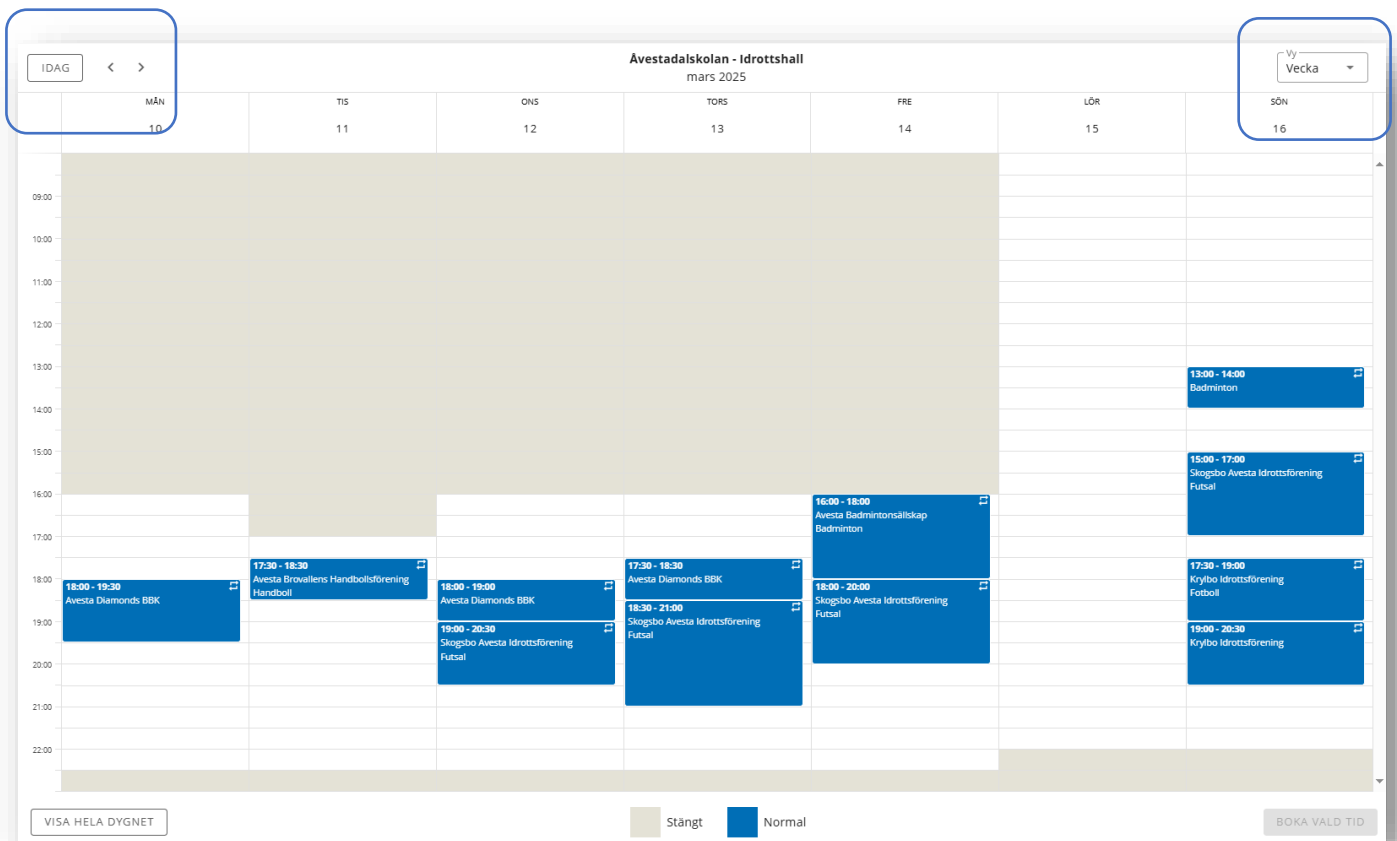 IDAG
Åvestadalskolan - Idrottshall
mars 2025
Vy
Vecka
MÅN
TIS
ONS
TORS
FRE
LÖR
SÖN
10
11
12
13
14
15
16
09:00
10:00
11:00
12:00
13:00
14:00
15:00
16:00
17:00
18:00
19:00
20:00
21:00
22:00
18:00 - 19:30
Avesta Diamonds BBK
17:30 - 18:30
Avesta Brovallens Handbollsförening
Handboll
18:00 - 19:00
Avesta Diamonds BBK
19:00 - 20:30
Skogsbo Avesta Idrottsförening
Futsal
17:30 - 18:30
Avesta Diamonds BBK
18:30 - 21:00
Skogsbo Avesta Idrottsförening
Futsal
16:00 - 18:00
Avesta Badmintonsällskap
Badminton
18:00 - 20:00
Skogsbo Avesta Idrottsförening
Futsal
13:00 - 14:00
Badminton
15:00 - 17:00
Skogsbo Avesta Idrottsförening
Futsal
17:30 - 19:00
Krylbo Idrottsförening
Fotboll
19:00 - 20:30
Krylbo Idrottsförening
VISA HELA DYGNET
Stängt
Normal
BOKA VALD TID